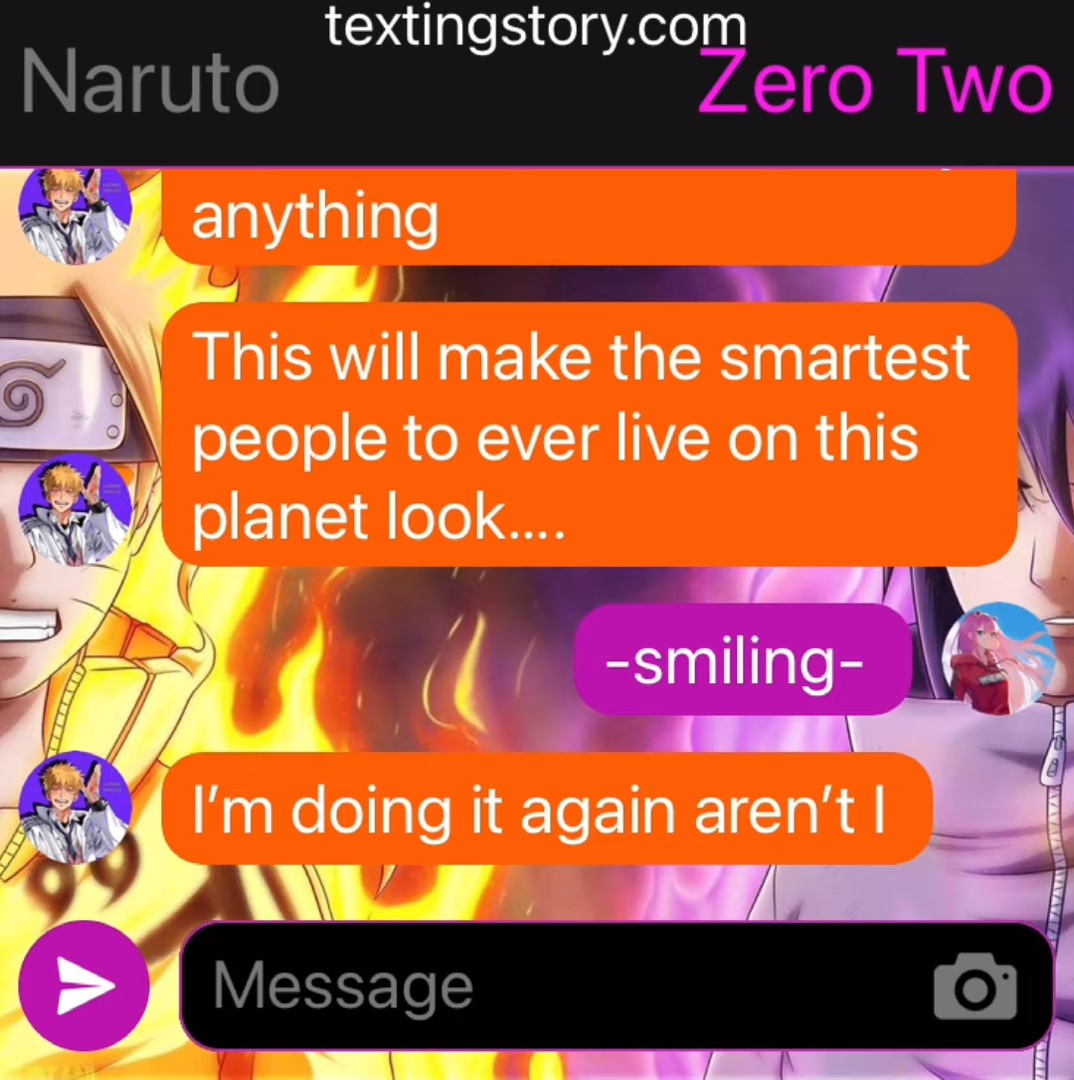 textingstory.com
Naruto Zero Two
anything
This will make the smartest
people to ever live on this
planet look....
-smiling-
I'm doing it again aren't I
Message